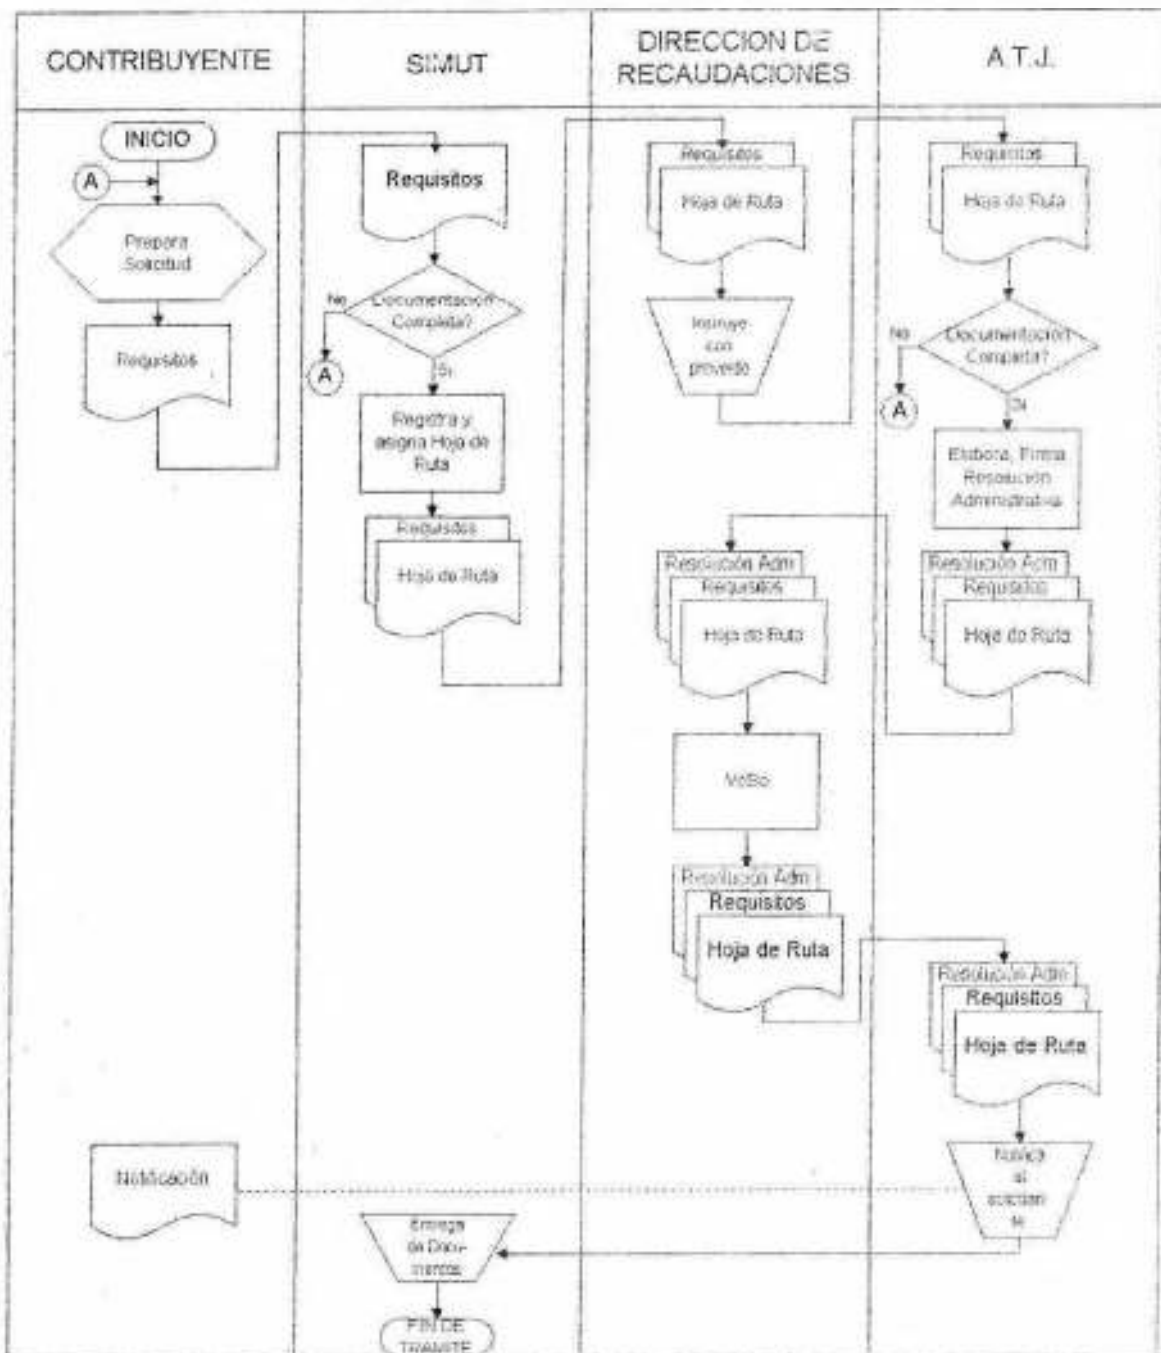 CONTRIBUYENTE
SIMUT
DIRECCION DE
RECAUDACIONES
A.T.J.
INICIO
A
Prepara
Solicitud
Requisitos
Requisitos
No
Documentación
Completa?
A
Si
Registra y
asigna Hoja de
Ruta
Requisitos
Hoja de Ruta
Requisitos
Hoja de Ruta
Instruye
con
proveído
Resolución Adm
Requisitos
Hoja de Ruta
VoBo
Resolución Adm
Requisitos
Hoja de Ruta
Requisitos
Hoja de Ruta
No
Documentación
Completa?
A
Si
Elabora, Firma
Resolución
Administrativa
Resolución Adm
Requisitos
Hoja de Ruta
Resolución Adm
Requisitos
Hoja de Ruta
Notifica
al
solicitan
te
Notificación
Entrega
de Docu-
mentos
FIN DE
TRAMITE